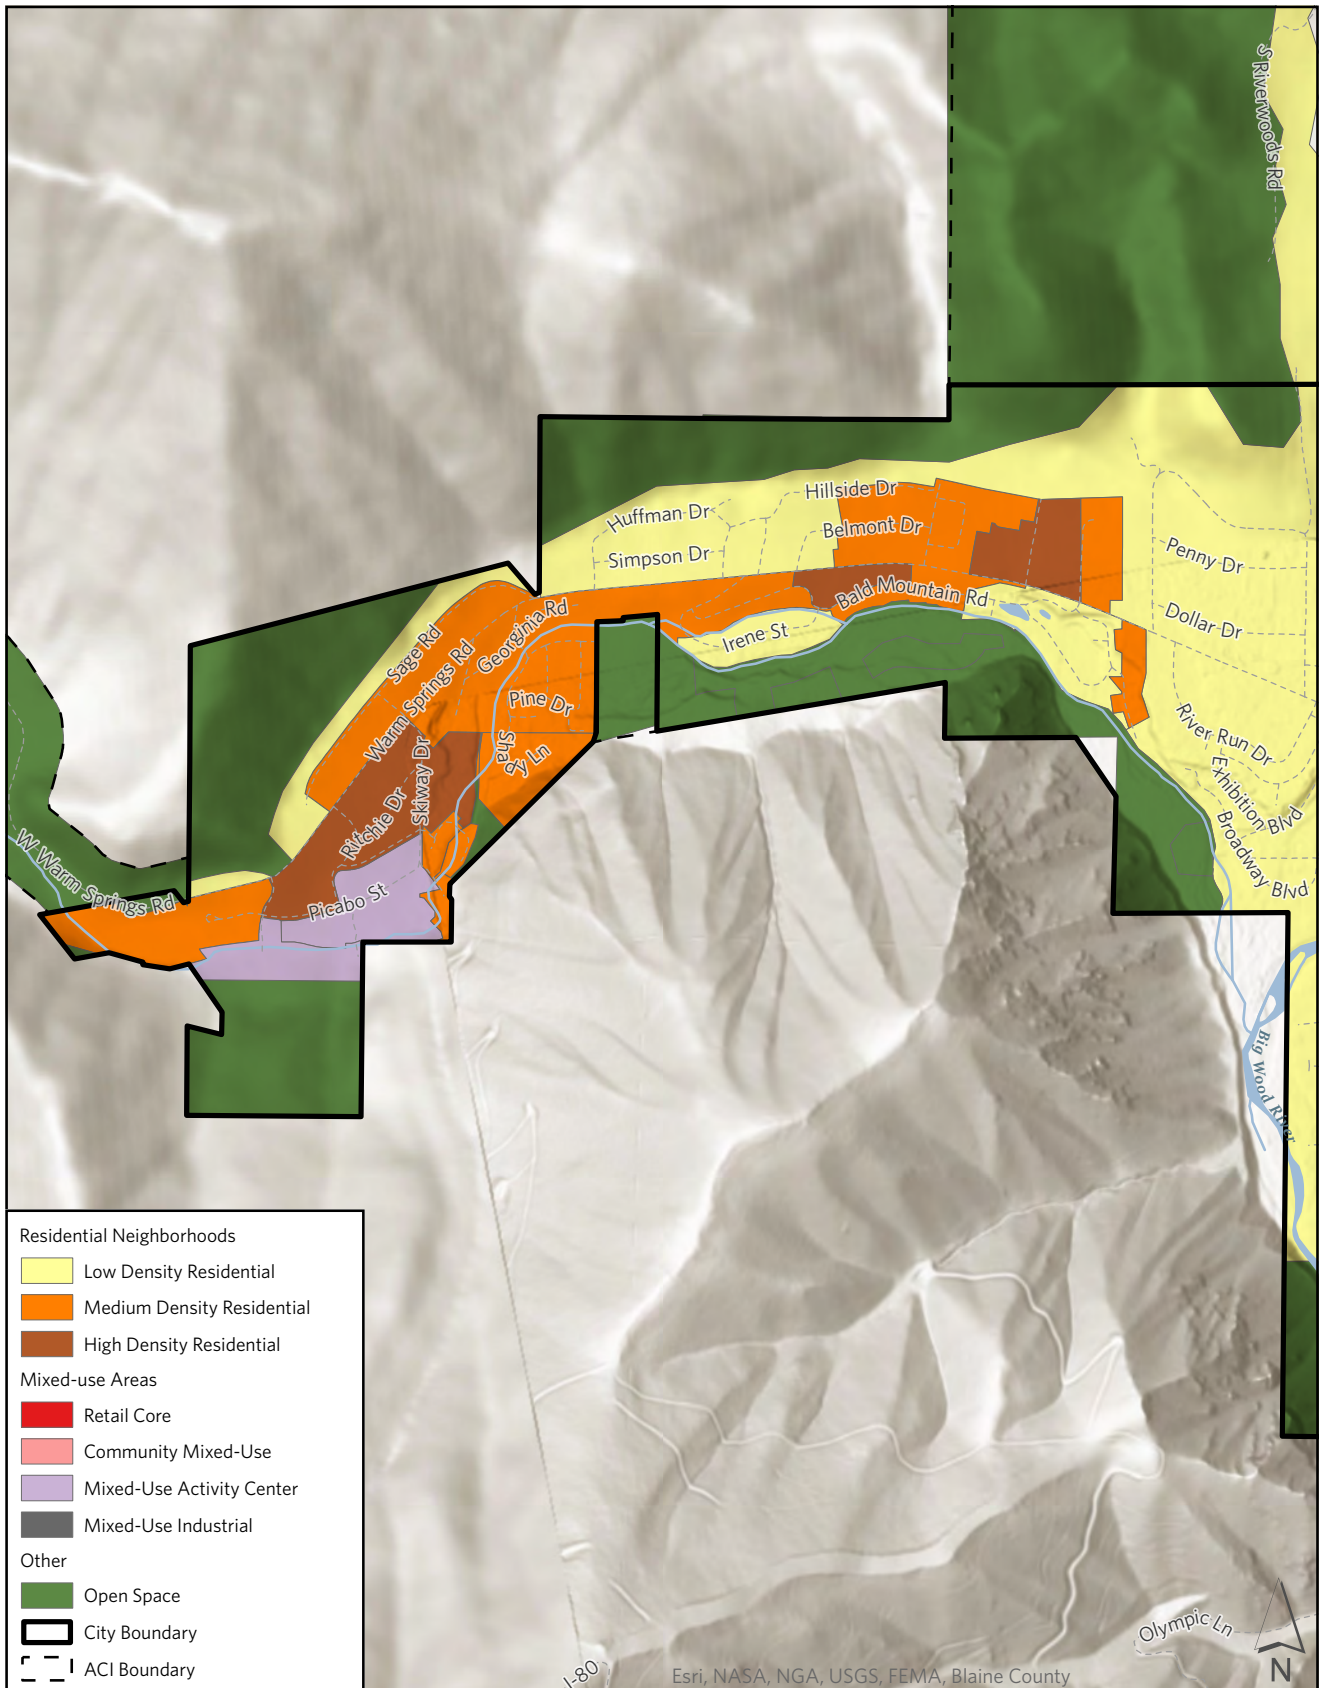 S Riverwoods Rd
Hillside Dr
Huffman Dr
Belmont Dr
Simpson Dr
Penny Dr
Bald Mountain Rd
Georginia Rd
Dollar Dr
Irene St
Sage Rd
Warm Springs Rd
Pine Dr
River Run Dr
Shady Ln
Skiway Dr
Exhibition Blvd
Ritchie Dr
Broadway Blvd
W Warm Springs Rd
Picabo St
Big Wood River
Residential Neighborhoods
Low Density Residential
Medium Density Residential
High Density Residential
Mixed-use Areas
Retail Core
Community Mixed-Use
Mixed-Use Activity Center
Mixed-Use Industrial
Other
Open Space
City Boundary
ACI Boundary
Olympic Ln
I-80
Esri, NASA, NGA, USGS, FEMA, Blaine County
N